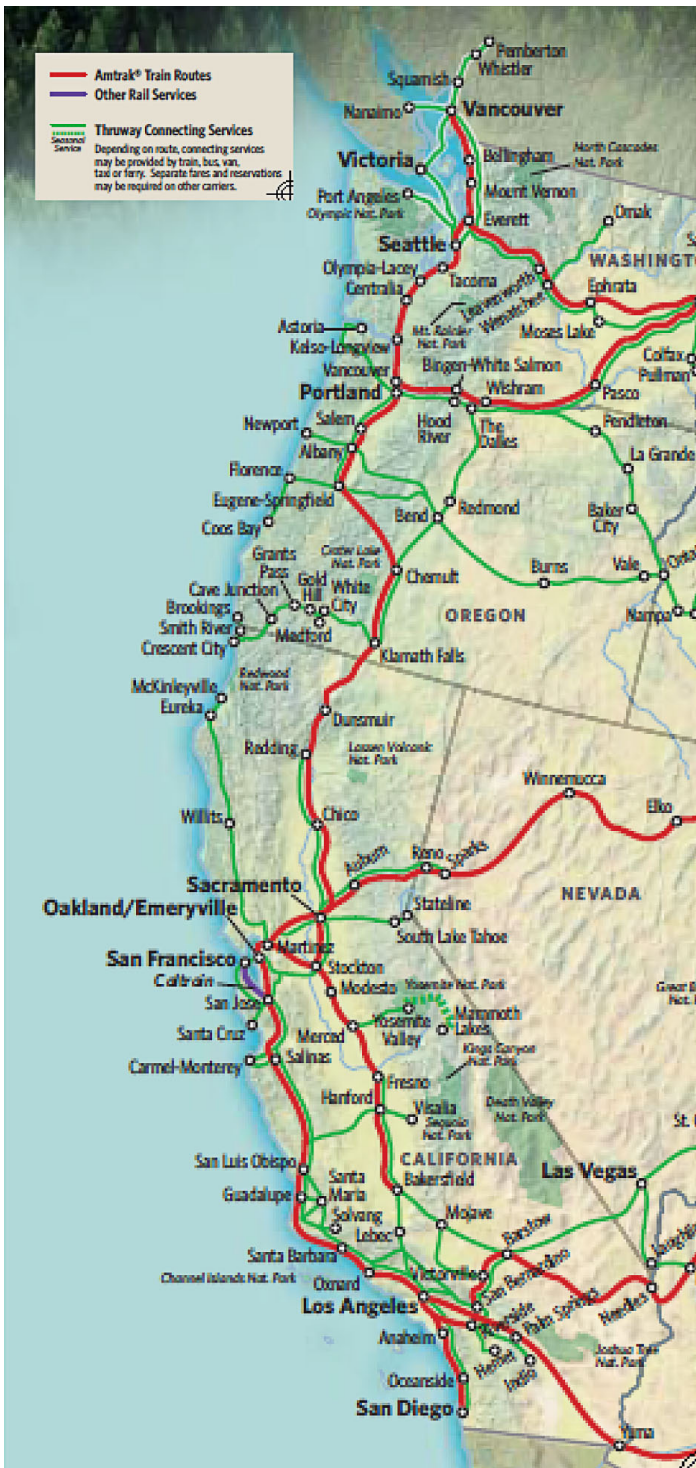 Amtrak® Train Routes
Other Rail Services
Thruway Connecting Services
Seasonal
Service
Depending on route, connecting services
may be provided by train, bus, van,
taxi or ferry. Separate fares and reservations
may be required on other carriers.
Pemberton
Whistler
Squamish
Nanaimo
Vancouver
North Cascades
Nat. Park
Victoria
Bellingham
Port Angeles
Mount Vernon
Olympic Nat. Park
Everett
Omak
Seattle
WASHINGT
Olympia-Lacey
Tacoma
Leavenworth
Ephrata
Centralia
Wenatchee
Mt. Rainier
Nat. Park
Moses Lake
Astoria
Kelso-Longview
Colfax
Pullman
Vancouver
Bingen-White Salmon
Portland
Wishram
Pasco
Hood
River
The
Dalles
Newport
Salem
Pendleton
Albany
La Grande
Florence
Eugene-Springfield
Redmond
Bend
Baker
City
Coos Bay
Crater Lake
Nat. Park
Grants
Pass
Gold
Hill
White
City
Chemult
Burns
Vale
Onta
Cave Junction
Brookings
Smith River
Medford
Crescent City
OREGON
Nampa
Klamath Falls
Redwood
Nat. Park
McKinleyville
Eureka
Dunsmuir
Redding
Lassen Volcanic
Nat. Park
Winnemucca
Elko
Willits
Chico
Auburn
Reno
Sparks
Sacramento
Stateline
NEVADA
Oakland/Emeryville
South Lake Tahoe
Martinez
San Francisco
Stockton
Caltrain
Modesto
Yosemite Nat. Park
Great B
Nat.
San Jose
Santa Cruz
Merced
Yosemite
Valley
Mammoth
Lakes
Carmel-Monterey
Salinas
Kings Canyon
Nat. Park
Fresno
Hanford
Visalia
Death Valley
Nat. Park
Sequoia
Nat. Park
St.
San Luis Obispo
CALIFORNIA
Las Vegas
Guadalupe
Santa
Maria
Bakersfield
Solvang
Mojave
Lebec
Barstow
Santa Barbara
Laughlin
Channel Islands Nat. Park
Oxnard
Victorville
San Bernardino
Needles
Los Angeles
Riverside
Palm Springs
Anaheim
Hemet
Indio
Joshua Tree
Nat. Park
Oceanside
San Diego
Yuma